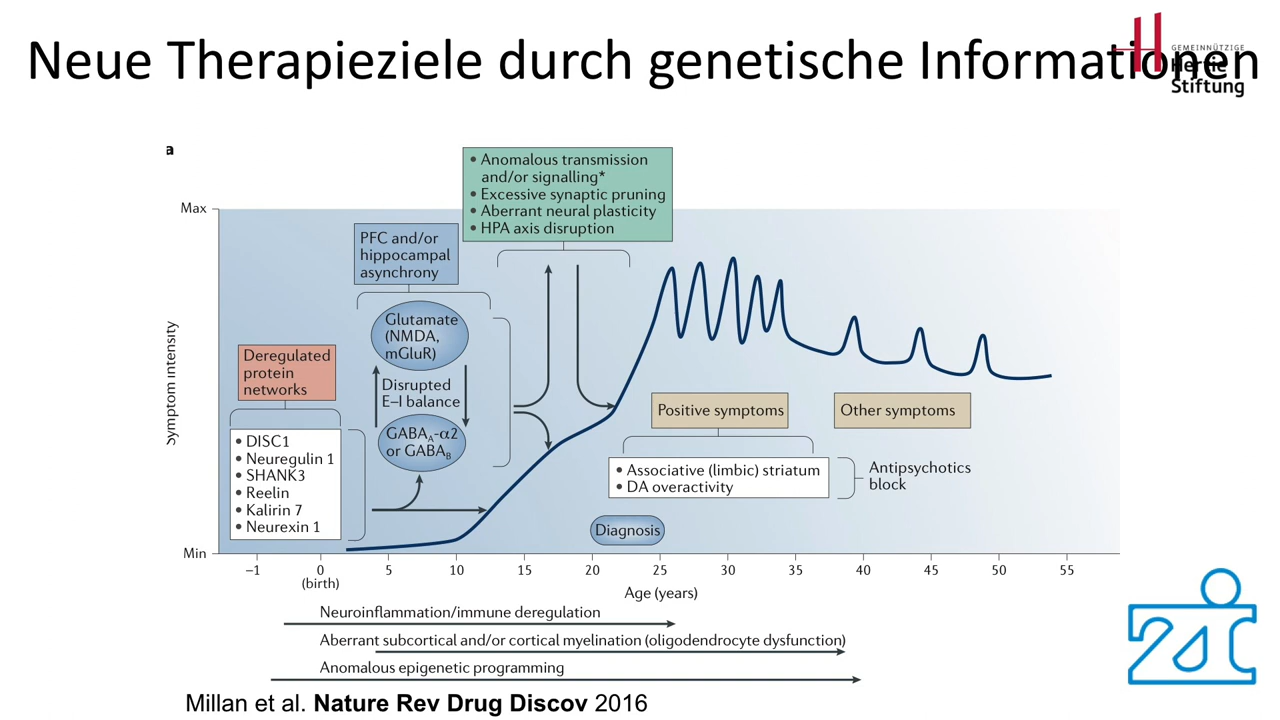 Neue Therapieziele durch genetische Informationen
GEMEINNÜTZIGE
Hertie
Stiftung
a
• Anomalous transmission
and/or signalling*
• Excessive synaptic pruning
• Aberrant neural plasticity
• HPA axis disruption
Max
PFC and/or
hippocampal
asynchrony
Glutamate
(NMDA,
mGluR)
Symptom intensity
Deregulated
protein
networks
Disrupted
E–I balance
GABAA-α2
or GABAB
• DISC1
• Neuregulin 1
• SHANK3
• Reelin
• Kalirin 7
• Neurexin 1
Positive symptoms
Other symptoms
• Associative (limbic) striatum
• DA overactivity
Antipsychotics
block
Diagnosis
Min
–1 0 5 10 15 20 25 30 35 40 45 50 55
(birth)
Age (years)
Neuroinflammation/immune deregulation
Aberrant subcortical and/or cortical myelination (oligodendrocyte dysfunction)
Anomalous epigenetic programming
Millan et al. Nature Rev Drug Discov 2016